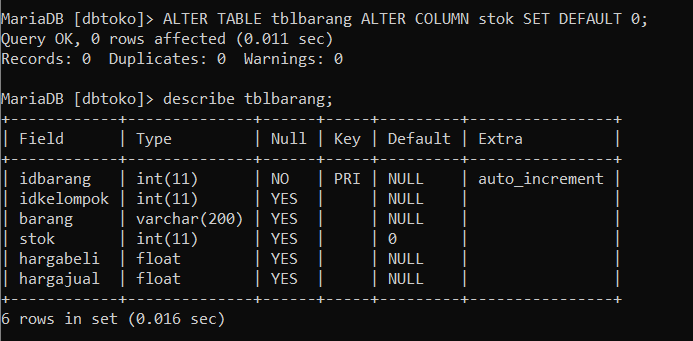 MariaDB [dbtoko]> ALTER TABLE tblbarang ALTER COLUMN stok SET DEFAULT 0;
Query OK, 0 rows affected (0.011 sec)
Records: 0  Duplicates: 0  Warnings: 0

MariaDB [dbtoko]> describe tblbarang;
+------------+--------------+------+-----+---------+----------------+
| Field      | Type         | Null | Key | Default | Extra          |
+------------+--------------+------+-----+---------+----------------+
| idbarang   | int(11)      | NO   | PRI | NULL    | auto_increment |
| idkelompok | int(11)      | YES  |     | NULL    |                |
| barang     | varchar(200) | YES  |     | NULL    |                |
| stok       | int(11)      | YES  |     | 0       |                |
| hargabeli  | float        | YES  |     | NULL    |                |
| hargajual  | float        | YES  |     | NULL    |                |
+------------+--------------+------+-----+---------+----------------+
6 rows in set (0.016 sec)